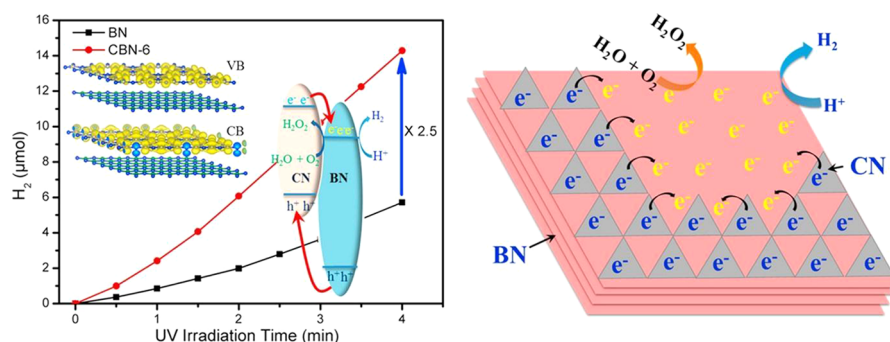 16
14
12
10
8
6
4
2
0
H₂ (μmol)
BN
CBN-6
VB
CB
e⁻ e⁻
e⁻ e⁻ e⁻
H₂O₂
H₂
H₂O + O₂
H⁺
CN
BN
h⁺ h⁺
h⁺ h⁺
X 2.5
0
1
2
3
4
UV Irradiation Time (min)
H₂O₂
H₂O + O₂
H₂
H⁺
e⁻ e⁻ e⁻ e⁻ e⁻ e⁻
e⁻ e⁻ e⁻ e⁻ e⁻
e⁻ e⁻ e⁻ e⁻ e⁻ e⁻
CN
e⁻ e⁻ e⁻ e⁻ e⁻ e⁻ e⁻
BN
e⁻ e⁻ e⁻ e⁻ e⁻ e⁻